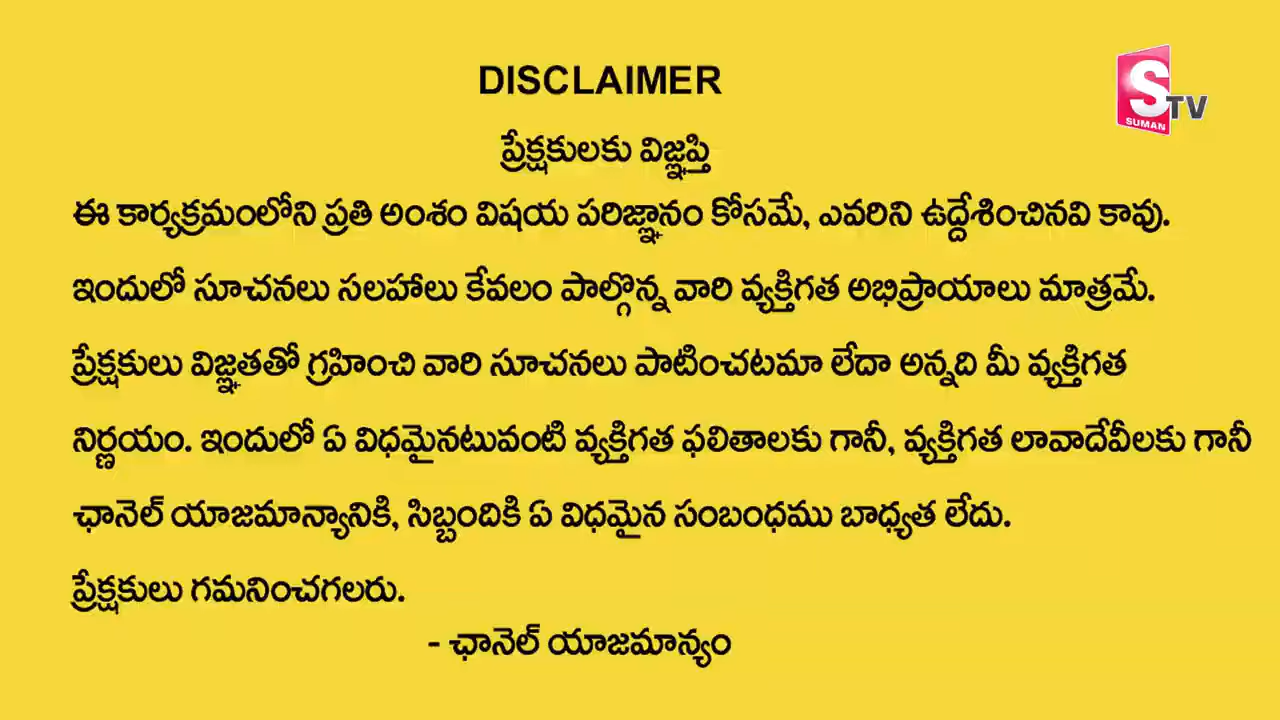 DISCLAIMER
S TV
SUMAN
ప్రేక్షకులకు విజ్ఞప్తి
ఈ కార్యక్రమంలోని ప్రతి అంశం విషయ పరిజ్ఞానం కోసమే, ఎవరిని ఉద్దేశించినవి కావు.
ఇందులో సూచనలు సలహాలు కేవలం పాల్గొన్న వారి వ్యక్తిగత అభిప్రాయాలు మాత్రమే.
ప్రేక్షకులు విజ్ఞతతో గ్రహించి వారి సూచనలు పాటించటమా లేదా అన్నది మీ వ్యక్తిగత
నిర్ణయం. ఇందులో ఏ విధమైనటువంటి వ్యక్తిగత ఫలితాలకు గానీ, వ్యక్తిగత లావాదేవీలకు గానీ
ఛానెల్ యాజమాన్యానికి, సిబ్బందికి ఏ విధమైన సంబంధము బాధ్యత లేదు.
ప్రేక్షకులు గమనించగలరు.
- ఛానెల్ యాజమాన్యం